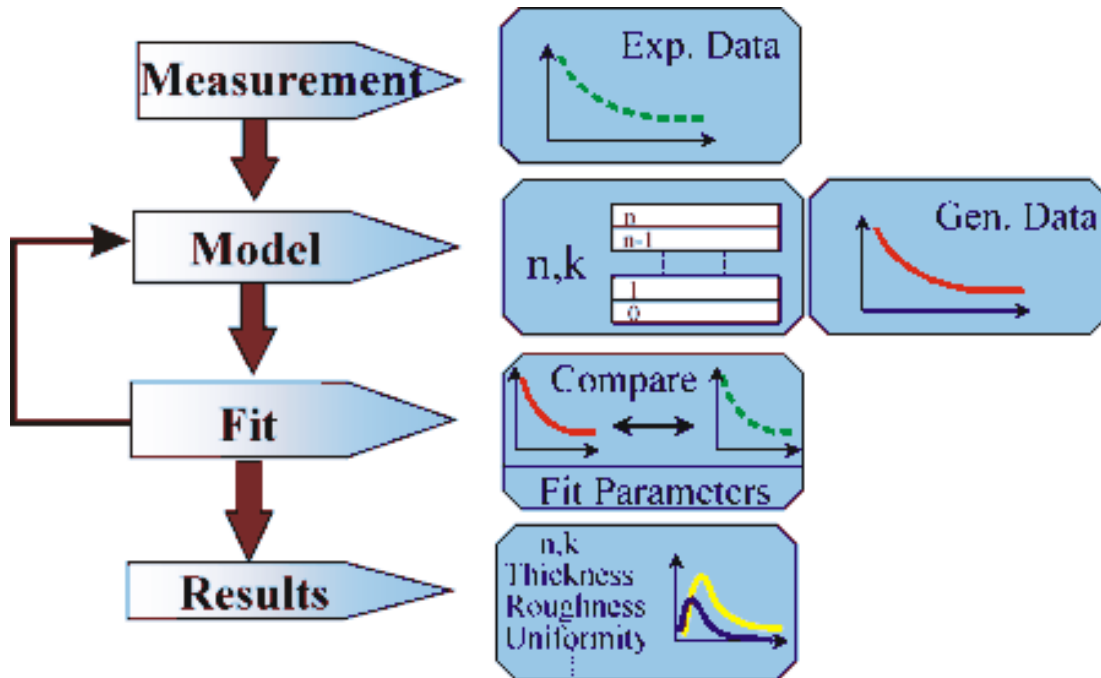 Measurement
Exp. Data
Model
n,k
n
n-1
1
0
Gen. Data
Fit
Compare
Fit Parameters
Results
n,k
Thickness
Roughness
Uniformity